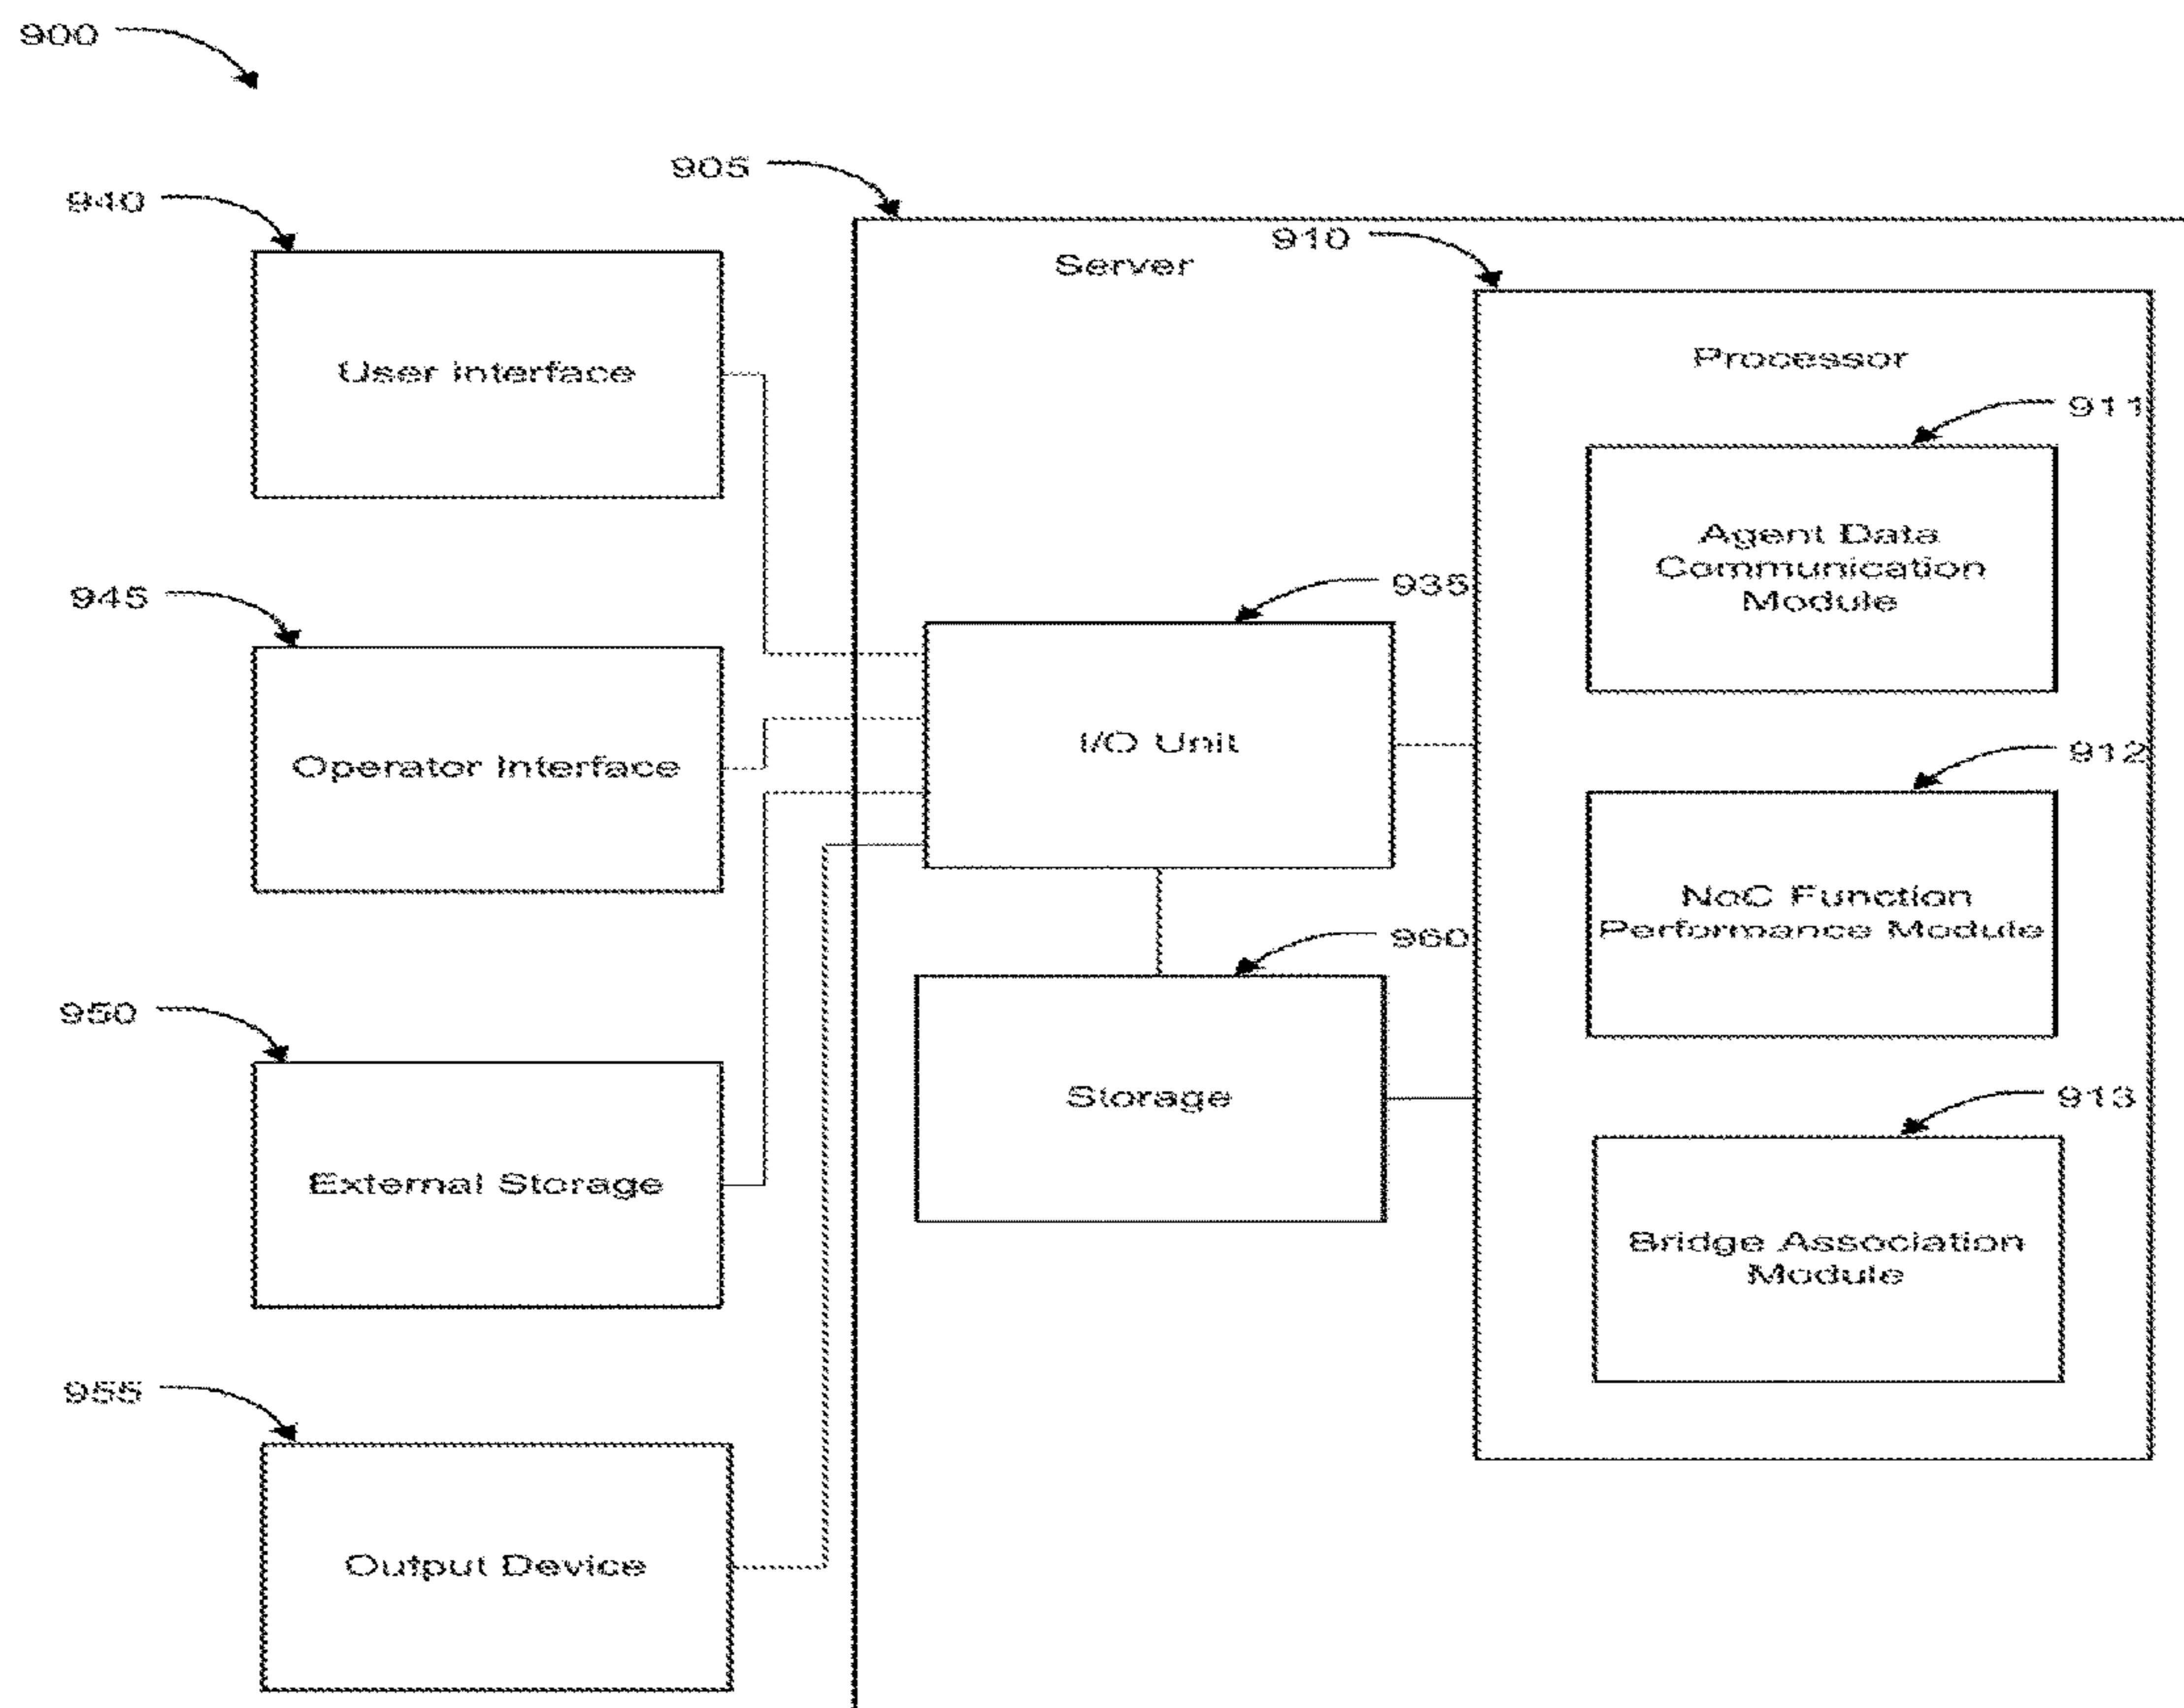 900
905
940
910
Server
User Interface
Processor
911
Agent Data
Communication
Module
935
945
I/O Unit
Operator Interface
912
NoC Function
Performance Module
960
950
Storage
External Storage
913
Bridge Association
Module
955
Output Device